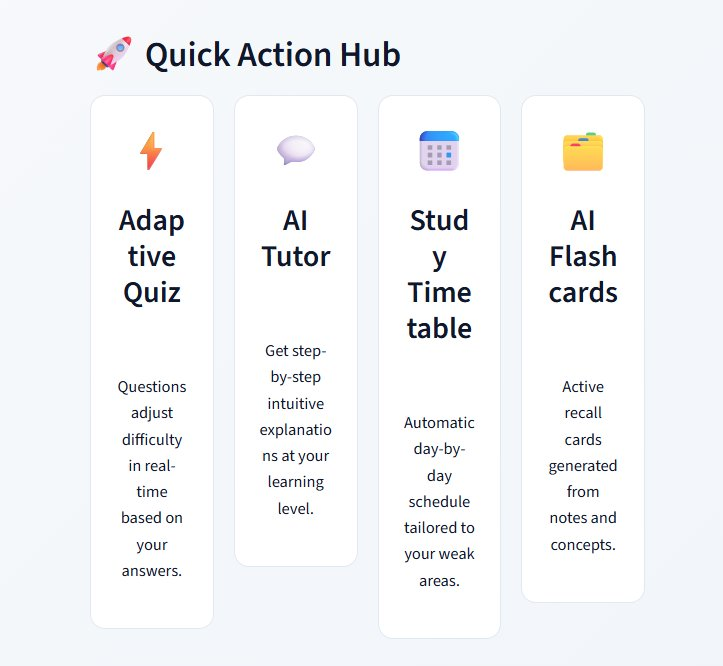 Quick Action Hub
Adap
tive
Quiz
Questions
adjust
difficulty
in real-
time
based on
your
answers.
AI
Tutor
Get step-
by-step
intuitive
explanatio
ns at your
learning
level.
Stud
y
Time
table
Automatic
day-by-
day
schedule
tailored to
your weak
areas.
AI
Flash
cards
Active
recall
cards
generated
from
notes and
concepts.